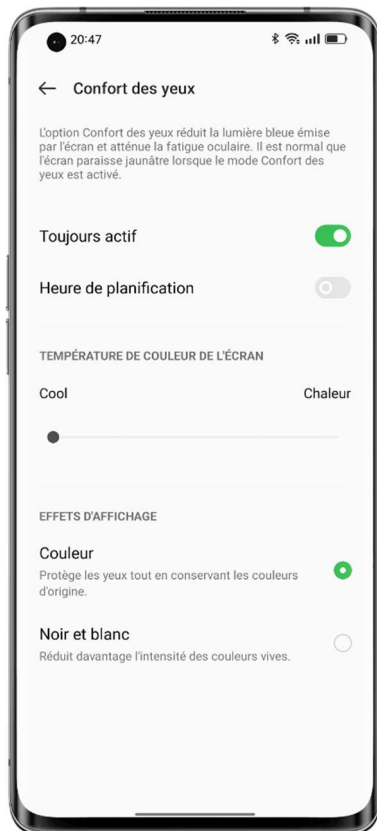 20:47
Confort des yeux
L'option Confort des yeux réduit la lumière bleue émise
par l'écran et atténue la fatigue oculaire. Il est normal que
l'écran paraisse jaunâtre lorsque le mode Confort des
yeux est activé.
Toujours actif
Heure de planification
TEMPÉRATURE DE COULEUR DE L'ÉCRAN
Cool Chaleur
EFFETS D'AFFICHAGE
Couleur
Protège les yeux tout en conservant les couleurs
d'origine.
Noir et blanc
Réduit davantage l'intensité des couleurs vives.